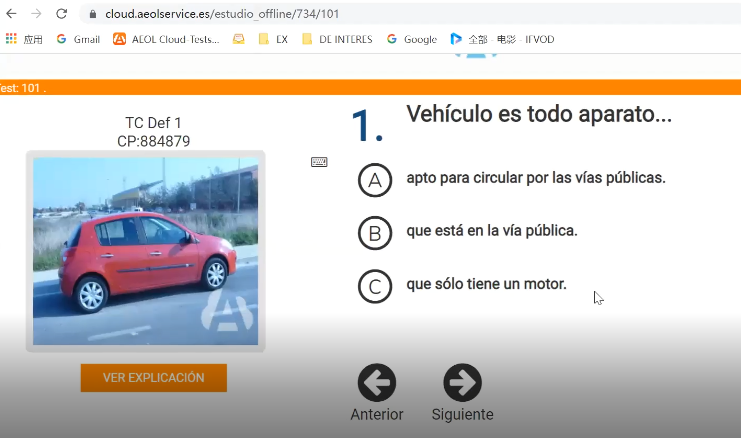 cloud.aeolservice.es/estudio_offline/734/101
应用 Gmail AEOL Cloud-Tests... EX DE INTERES Google 全部 - 电影 - IFVOD
Test: 101 .
TC Def 1
CP:884879
1. Vehículo es todo aparato...
A apto para circular por las vías públicas.
B que está en la vía pública.
C que sólo tiene un motor.
VER EXPLICACIÓN
Anterior Siguiente